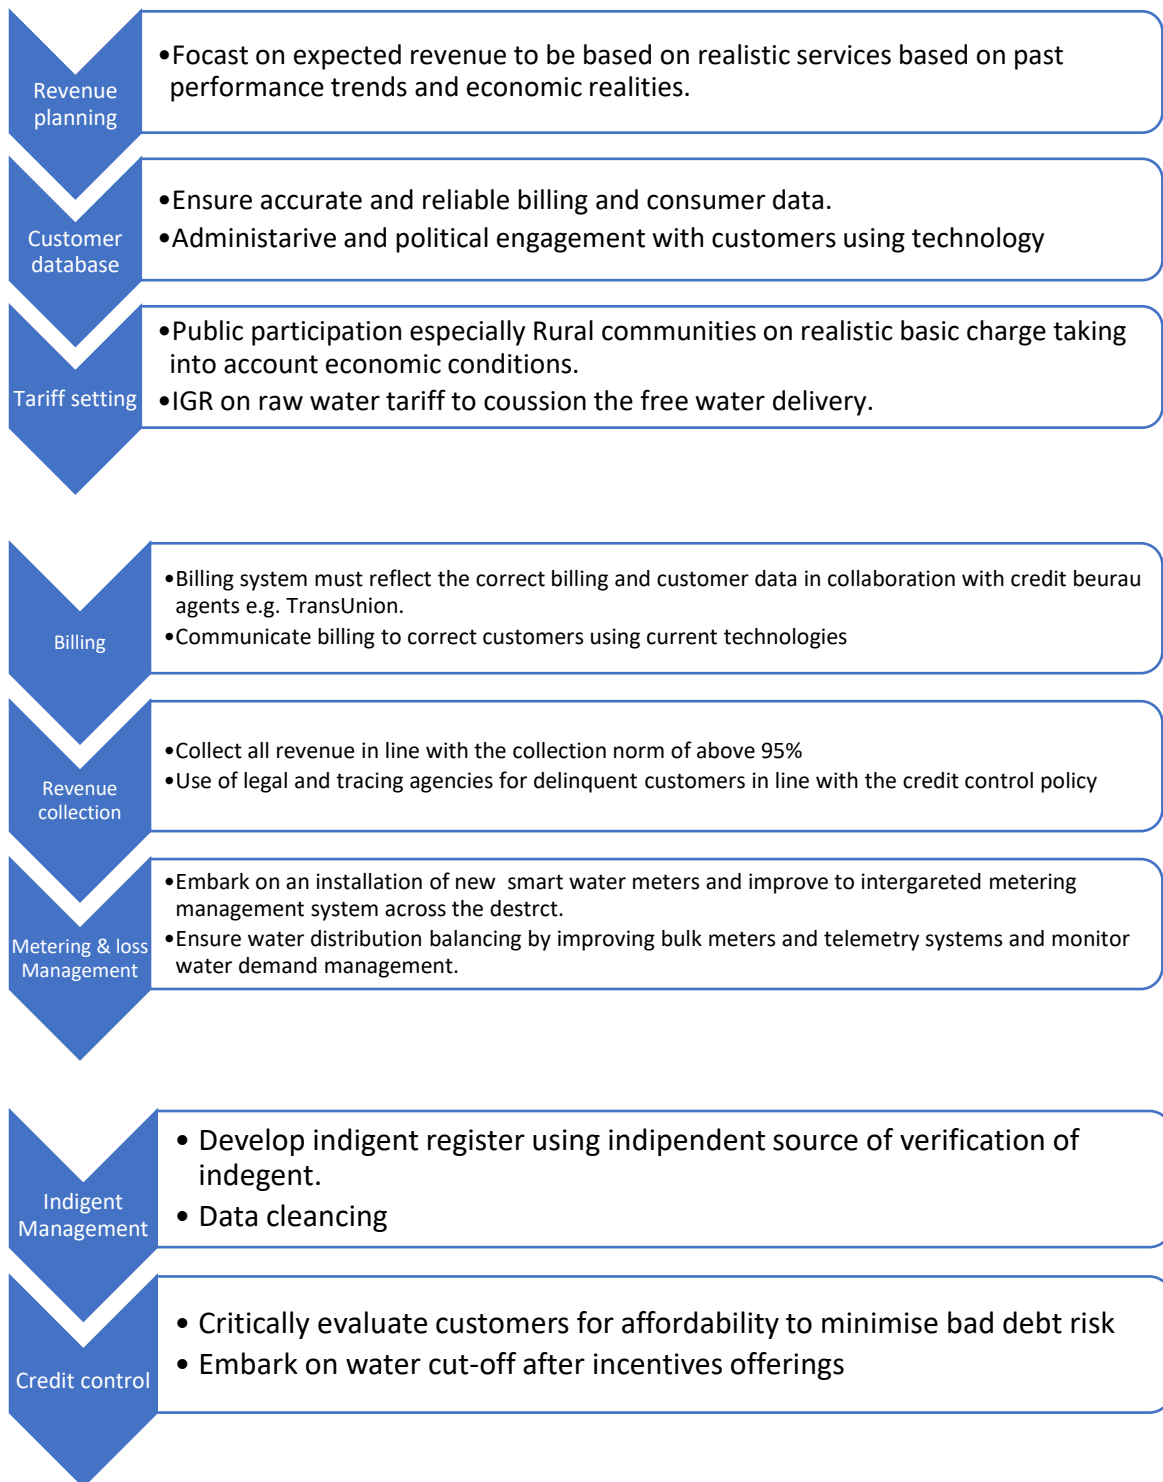 Revenue
planning
•Focast on expected revenue to be based on realistic services based on past
performance trends and economic realities.
Customer
database
•Ensure accurate and reliable billing and consumer data.
•Administarive and political engagement with customers using technology
Tariff setting
•Public participation especially Rural communities on realistic basic charge taking
into account economic conditions.
•IGR on raw water tariff to coussion the free water delivery.
Billing
•Billing system must reflect the correct billing and customer data in collaboration with credit beurau
agents e.g. TransUnion.
•Communicate billing to correct customers using current technologies
Revenue
collection
•Collect all revenue in line with the collection norm of above 95%
•Use of legal and tracing agencies for delinquent customers in line with the credit control policy
Metering & loss
Management
•Embark on an installation of new  smart water meters and improve to intergareted metering
management system across the destrct.
•Ensure water distribution balancing by improving bulk meters and telemetry systems and monitor
water demand management.
Indigent
Management
• Develop indigent register using indipendent source of verification of
indegent.
• Data cleancing
Credit control
• Critically evaluate customers for affordability to minimise bad debt risk
• Embark on water cut-off after incentives offerings